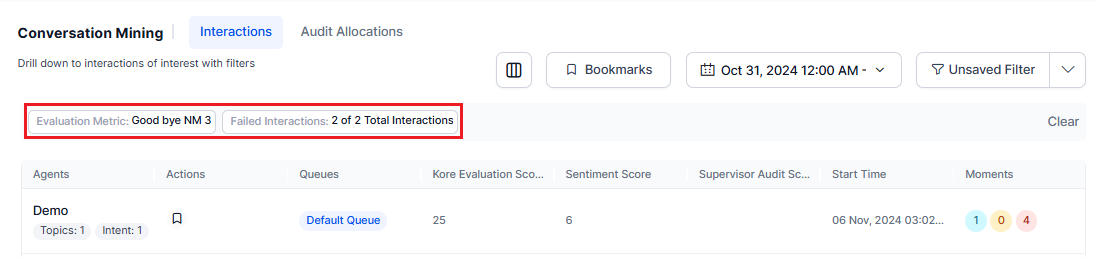 Conversation Mining Interactions Audit Allocations
Drill down to interactions of interest with filters
Bookmarks Oct 31, 2024 12:00 AM - Unsaved Filter
Evaluation Metric: Good bye NM 3 Failed Interactions: 2 of 2 Total Interactions Clear
Agents Actions Queues Kore Evaluation Sco... Sentiment Score Supervisor Audit Sc... Start Time Moments
Demo
Default Queue 25 6 06 Nov, 2024 03:02... 1 0 4
Topics: 1 Intent: 1